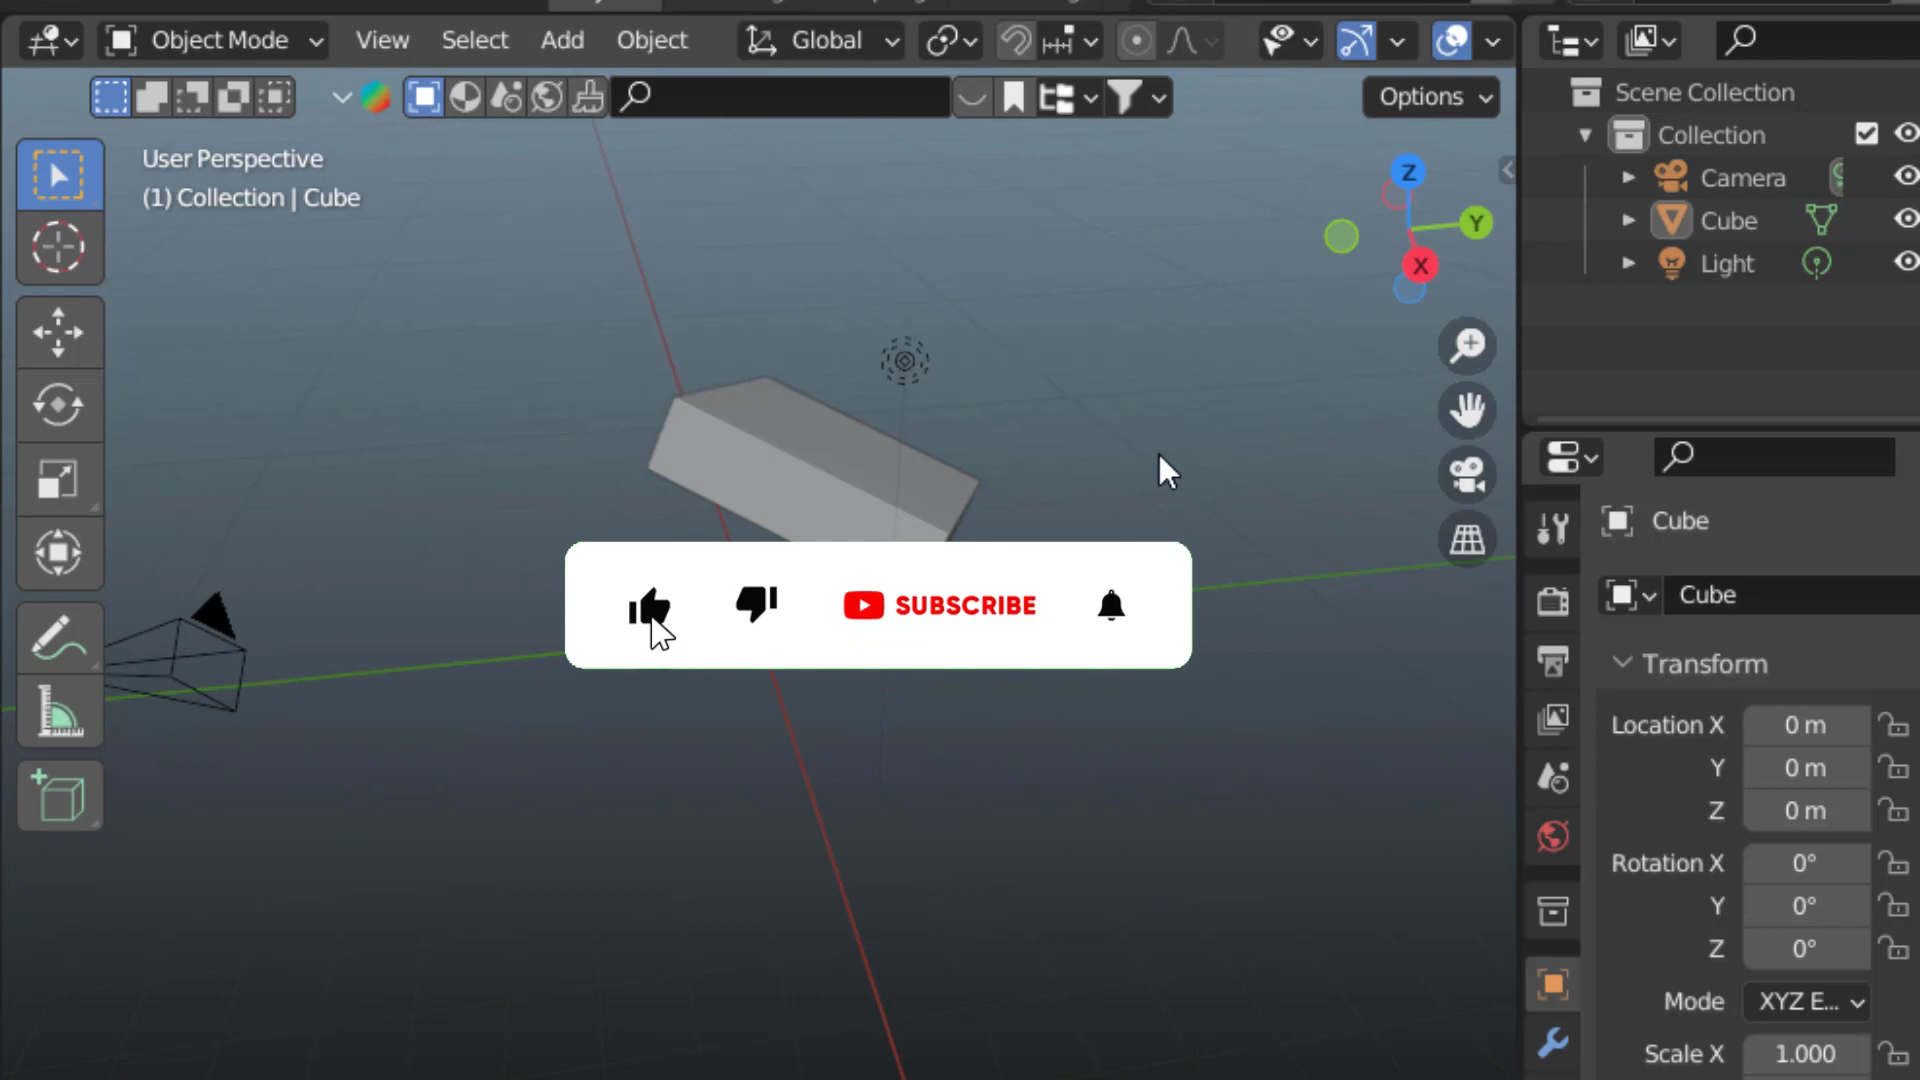 Object Mode View Select Add Object Global
Options
User Perspective
(1) Collection | Cube
Z
Y
X
SUBSCRIBE
Scene Collection
Collection
Camera
Cube
Light
Cube
Cube
Transform
Location X 0 m
Y 0 m
Z 0 m
Rotation X 0°
Y 0°
Z 0°
Mode XYZ E...
Scale X 1.000